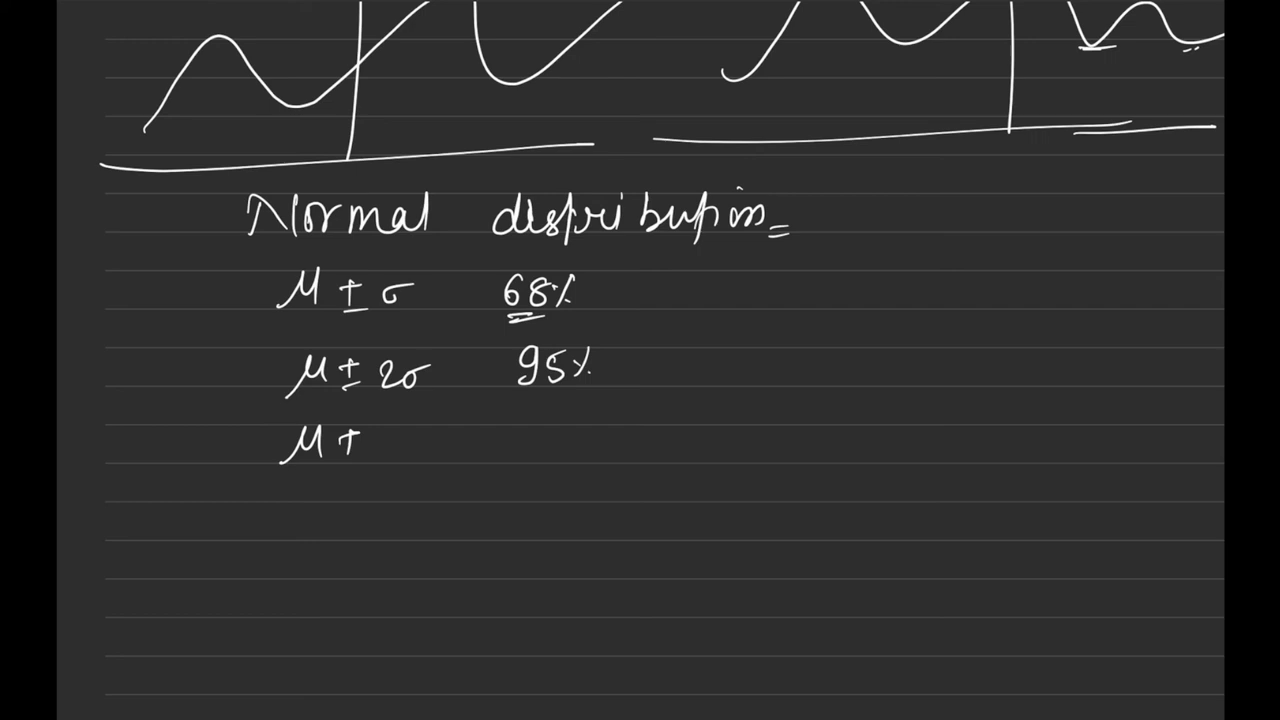 Normal distribution
μ ± σ 68%
μ ± 2σ 95%
μ +